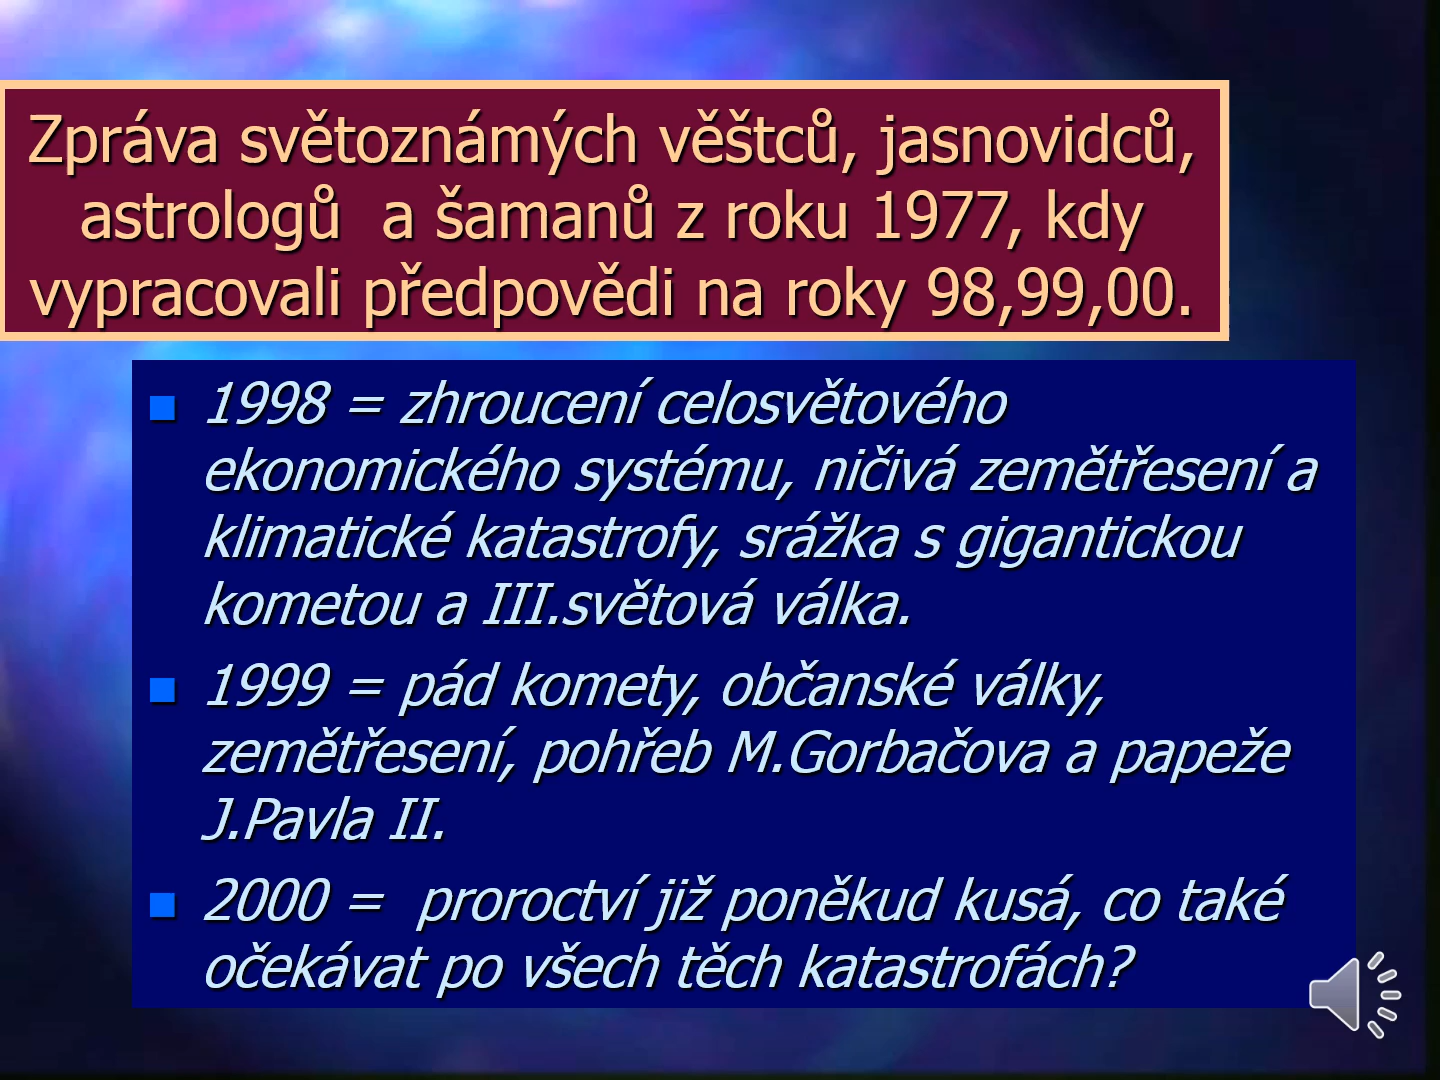 Zpráva světoznámých věštců, jasnovidců,
astrologů  a šamanů z roku 1977, kdy
vypracovali předpovědi na roky 98,99,00.
1998 = zhroucení celosvětového
ekonomického systému, ničivá zemětřesení a
klimatické katastrofy, srážka s gigantickou
kometou a III.světová válka.
1999 = pád komety, občanské války,
zemětřesení, pohřeb M.Gorbačova a papeže
J.Pavla II.
2000 =  proroctví již poněkud kusá, co také
očekávat po všech těch katastrofách?